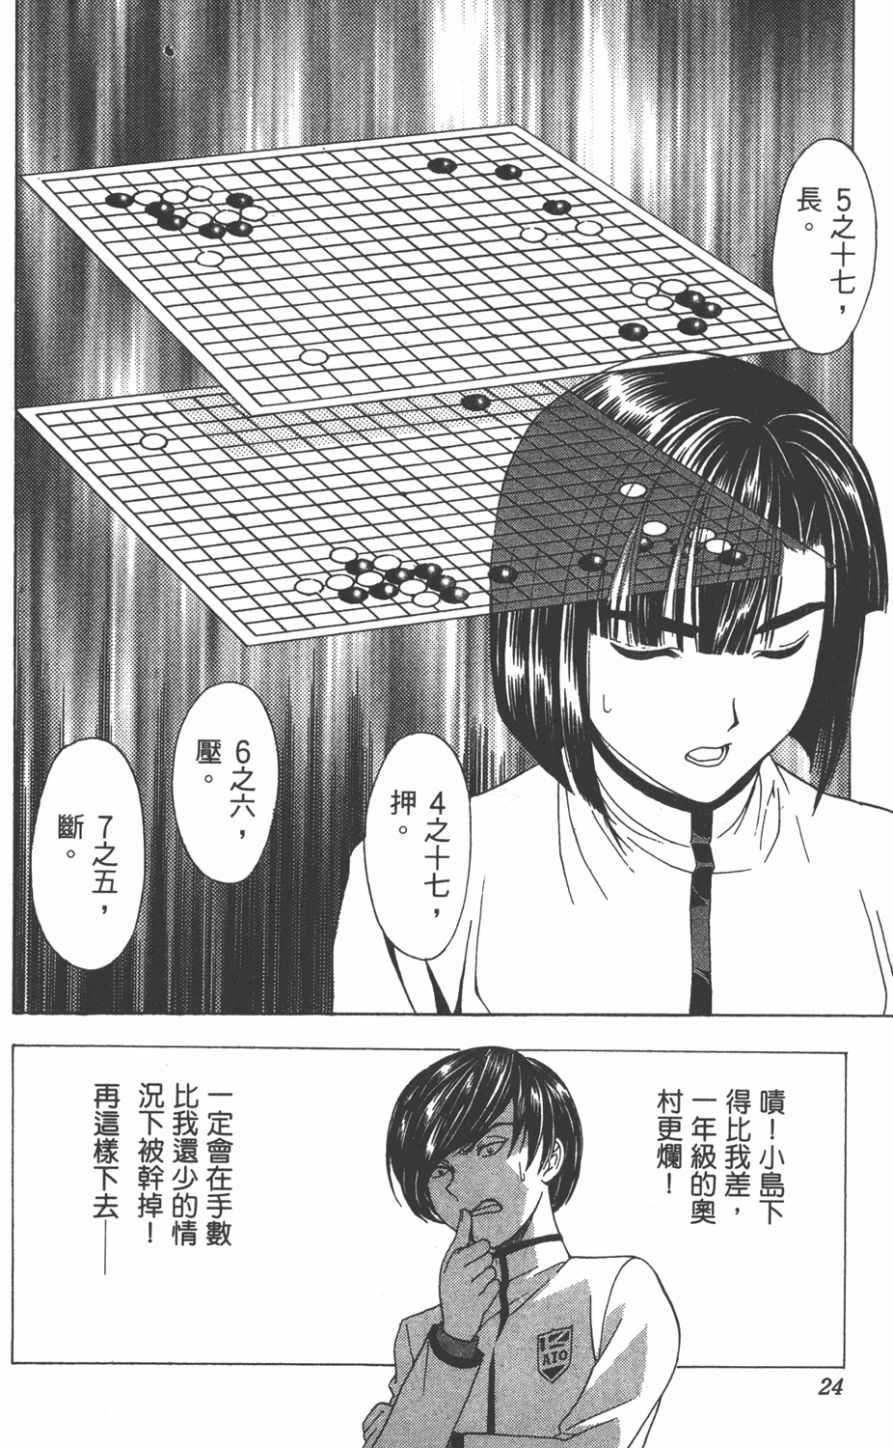 5之十七，
長。
4之十七，
押。
6之六，
壓。
7之五，
斷。
嘖！小島下
得比我差，
一年級的奧
村更爛！
一定會在手數
比我還少的情
況下被幹掉！
再這樣下去——
AIO
24